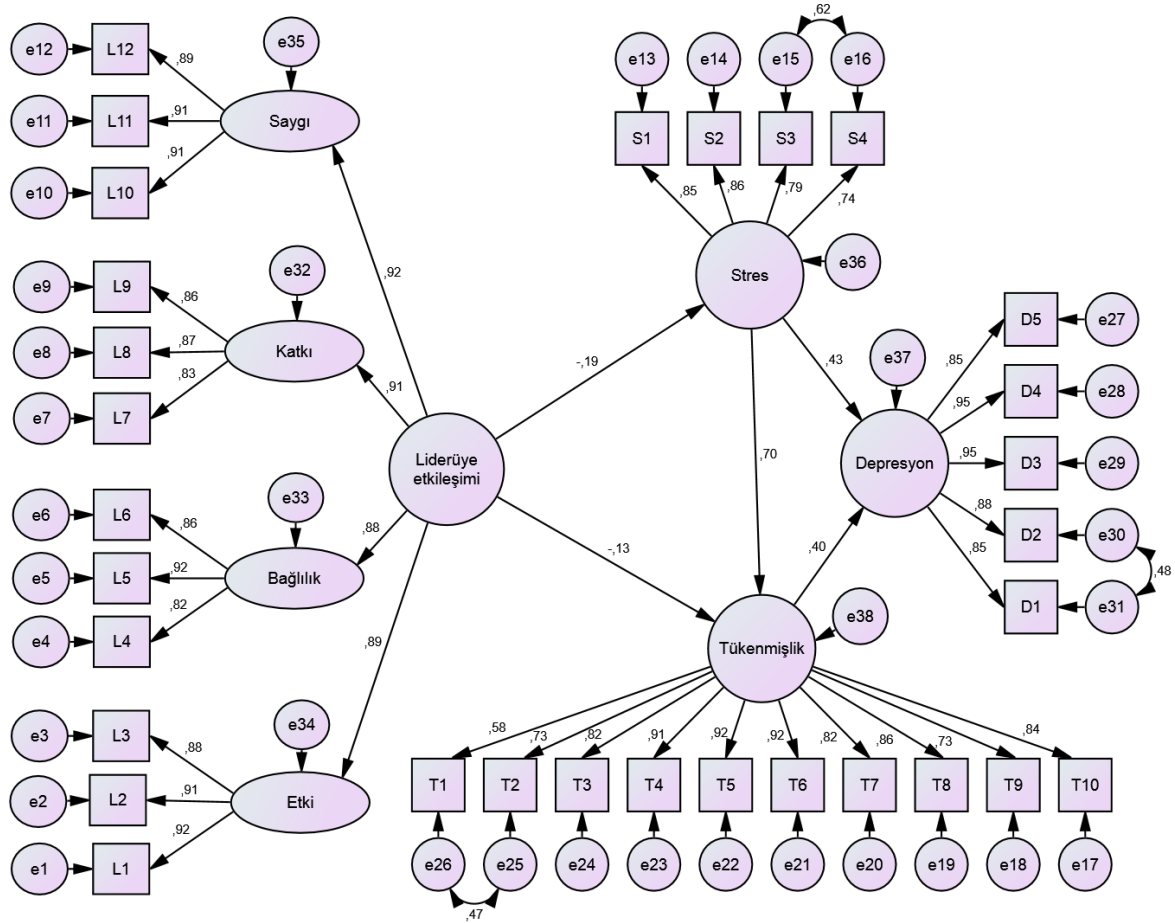 e12
L12
,89
e35
e11
L11
,91
Saygı
e10
L10
,91
,92
e9
L9
,86
e32
e8
L8
,87
Katkı
e7
L7
,83
,91
Liderüye
etkileşimi
e6
L6
,86
e33
,88
e5
L5
,92
Bağlılık
e4
L4
,82
,89
e3
L3
,88
e34
e2
L2
,91
Etki
e1
L1
,92
,62
e13
e14
e15
e16
S1
S2
S3
S4
,85
,86
,79
,74
Stres
e36
-,19
,43
,70
-,13
,40
e37
Depresyon
,85
D5
e27
,95
D4
e28
,95
D3
e29
,88
D2
e30
,85
D1
e31
,48
Tükenmişlik
e38
,58
,73
,82
,91
,92
,92
,82
,86
,73
,84
T1
T2
T3
T4
T5
T6
T7
T8
T9
T10
e26
e25
e24
e23
e22
e21
e20
e19
e18
e17
,47